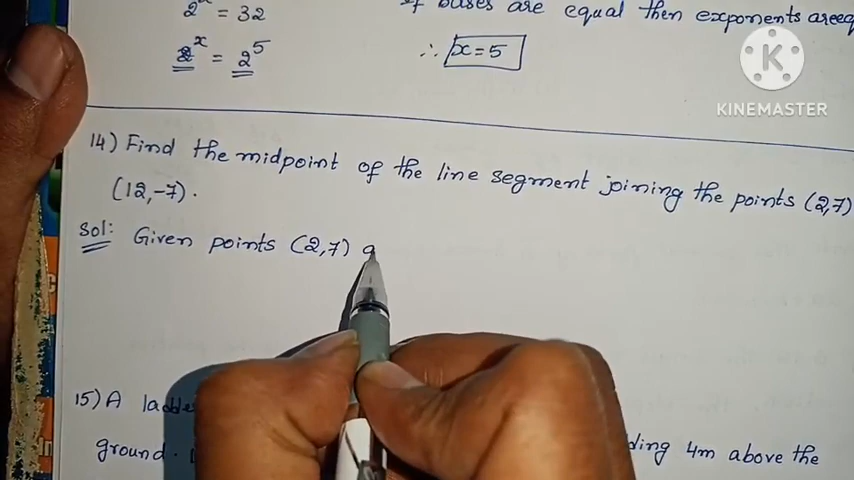 2ˣ = 32
If bases are equal then exponents are eq
2ˣ = 2⁵
∴ x=5
KINEMASTER
14) Find the midpoint of the line segment joining the points (2,7)
(12,-7).
Sol: Given points (2,7) a
15) A ladde
ding 4m above the
ground.